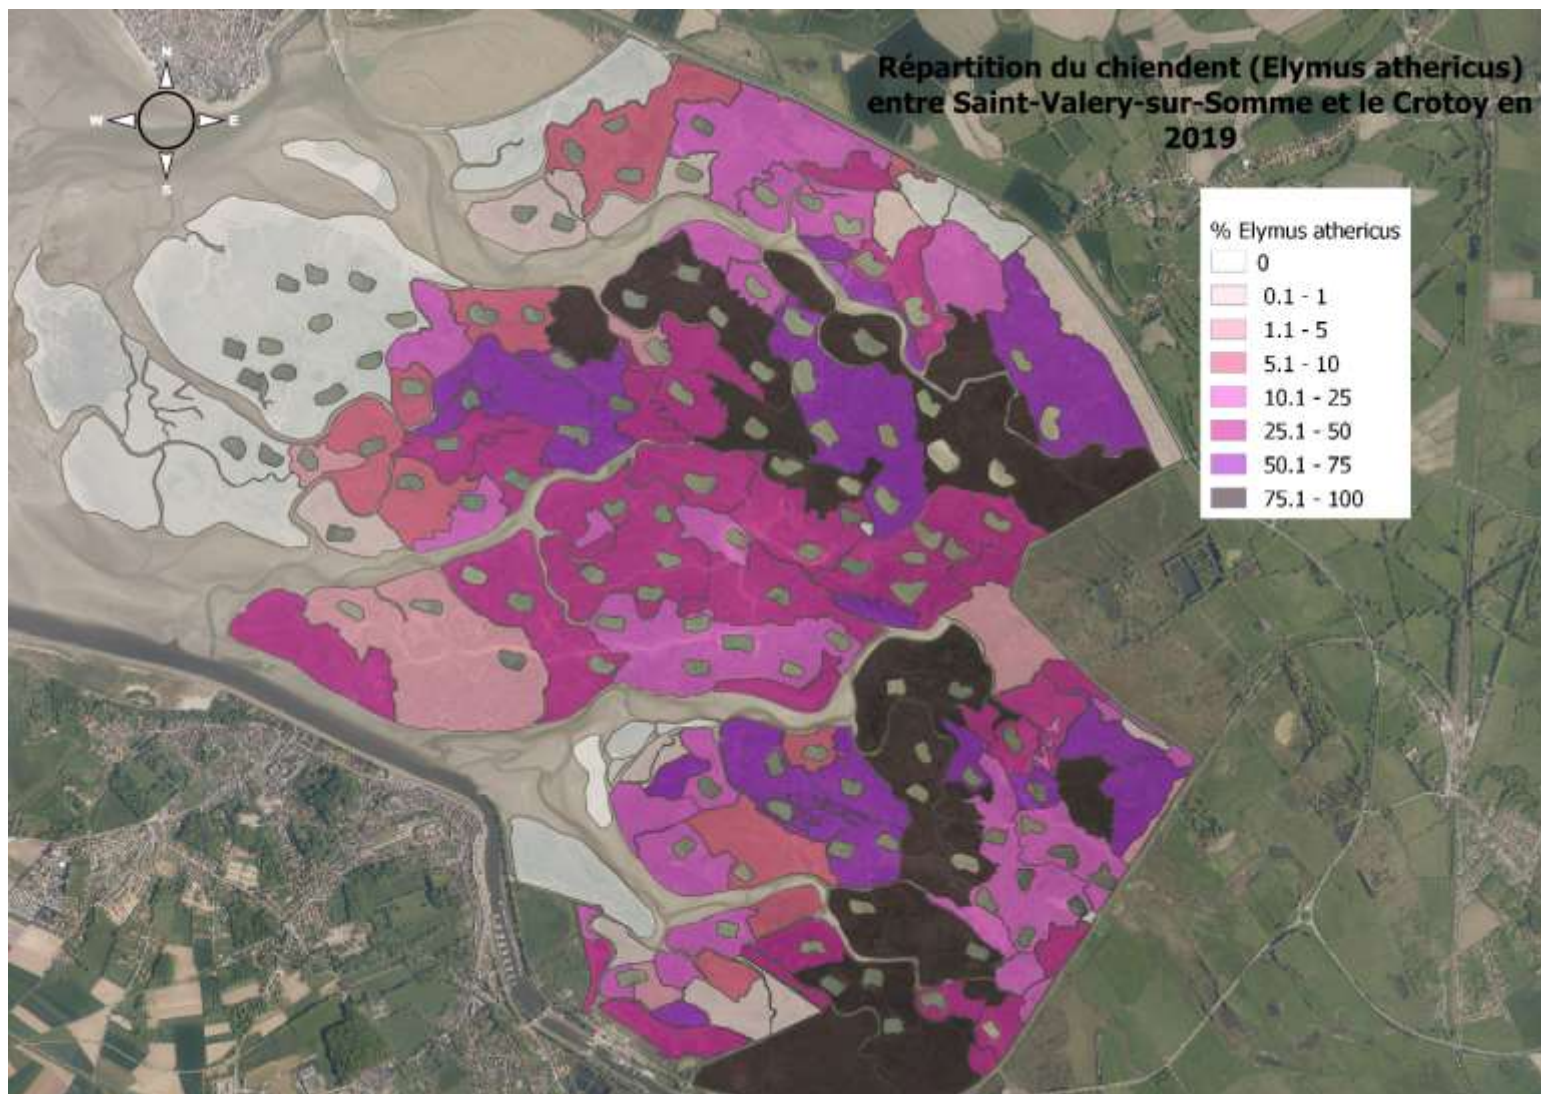 Répartition du chiendent (Elymus athericus)
entre Saint-Valery-sur-Somme et le Crotoy en
2019
N
W
E
S
% Elymus athericus
0
0.1 - 1
1.1 - 5
5.1 - 10
10.1 - 25
25.1 - 50
50.1 - 75
75.1 - 100